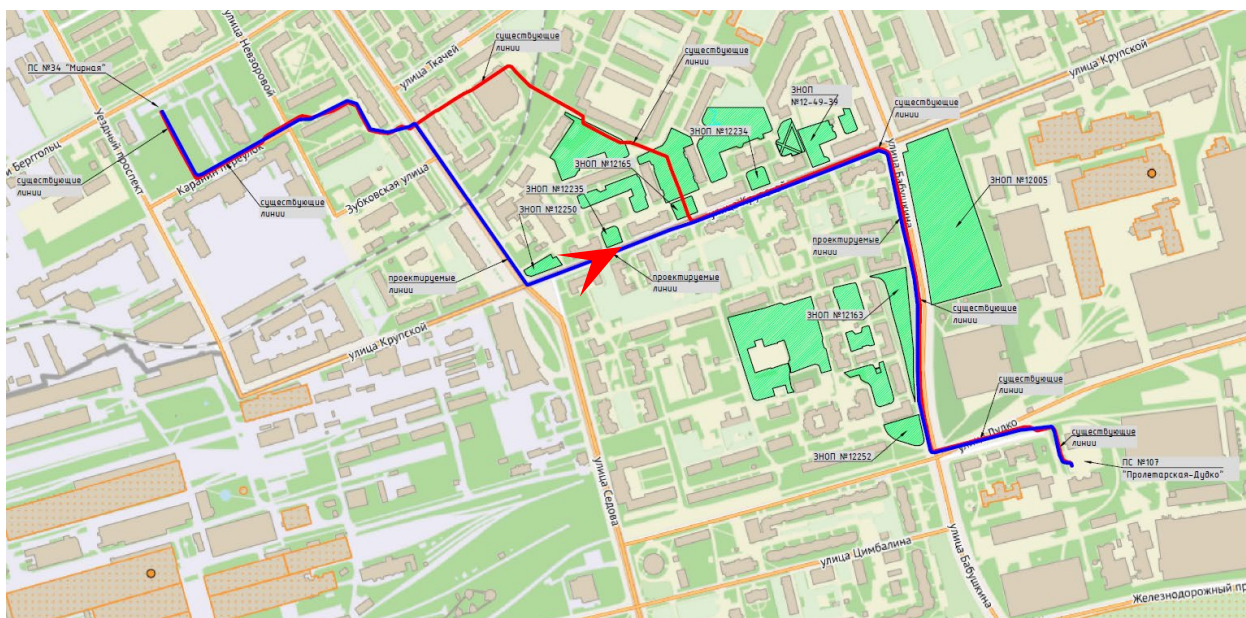 ПС №34 "Мирная"
улица Невзоровой
улица Ткачей
существующие
линии
существующие
линии
ЗНОП
№12-49-39
существующие
линии
улица Крупской
ЗНОП №12234
Уездный проспект
и Берггольц
существующие
линии
Караний переулок
существующие
линии
Зубковская улица
ЗНОП №12165
ЗНОП №12235
ЗНОП №12250
ЗНОП №12005
улица Бабушкина
проектируемые
линии
проектируемые
линии
проектируемые
линии
улица Крупской
ЗНОП №12163
существующие
линии
существующие
линии
Дудко
существующие
линии
ЗНОП №12252
ПС №107
"Пролетарская-Дудко"
улица Седова
улица Цимбалина
улица Бабушкина
Железнодорожный пр